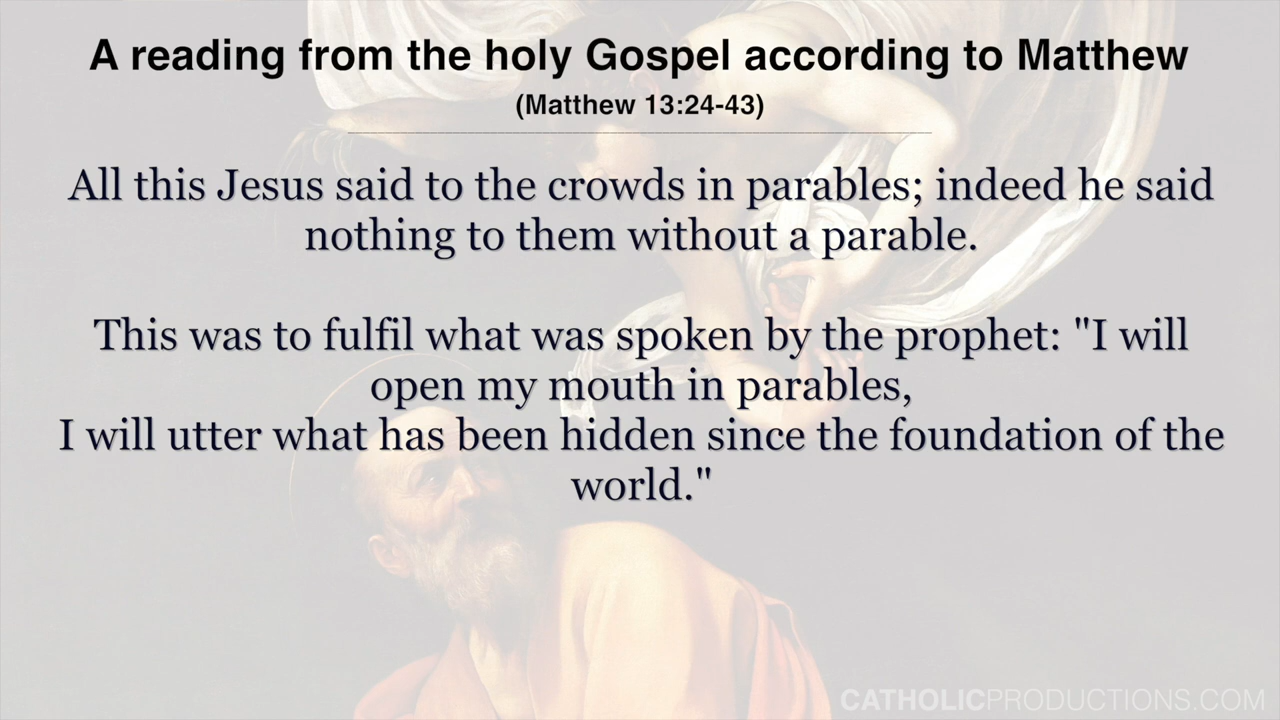 A reading from the holy Gospel according to Matthew
(Matthew 13:24-43)
All this Jesus said to the crowds in parables; indeed he said
nothing to them without a parable.
This was to fulfil what was spoken by the prophet: "I will
open my mouth in parables,
I will utter what has been hidden since the foundation of the
world."
CATHOLICPRODUCTIONS.COM